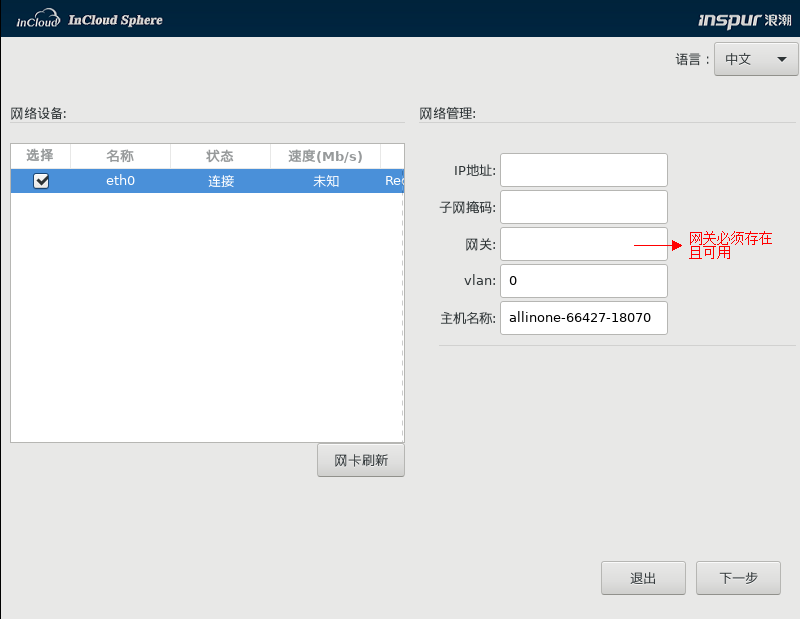 InCloud InCloud Sphere inspur 浪潮
语言： 中文
网络设备:
选择 名称 状态 速度(Mb/s)
eth0 连接 未知 Red
网卡刷新
网络管理:
IP地址:
子网掩码:
网关: 网关必须存在
且可用
vlan: 0
主机名称: allinone-66427-18070
退出 下一步